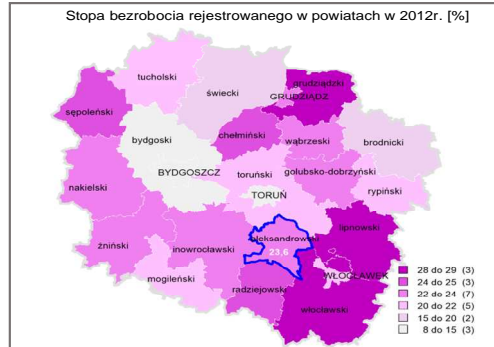 Stopa bezrobocia rejestrowanego w powiatach w 2012r. [%]
tucholski
świecki
grudziądzki
GRUDZIĄDZ
sępoleński
chełmiński
bydgoski
wąbrzeski
brodnicki
BYDGOSZCZ
toruński
golubsko-dobrzyński
nakielski
TORUŃ
rypiński
aleksandrowski
lipnowski
żniński
inowrocławski
23,6
mogileński
WŁOCŁAWEK
radziejowski
włocławski
28 do 29 (3)
24 do 25 (3)
22 do 24 (7)
20 do 22 (5)
15 do 20 (2)
8 do 15 (3)